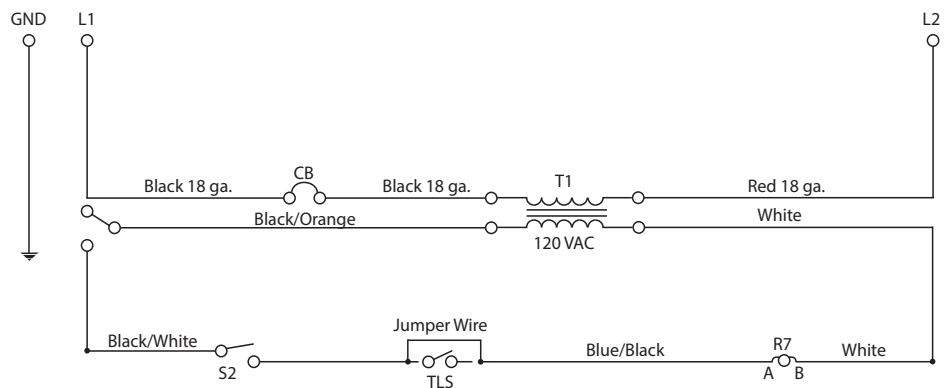 GND
L1
L2
CB
T1
Black 18 ga.
Black 18 ga.
Red 18 ga.
Black/Orange
White
120 VAC
Jumper Wire
Black/White
Blue/Black
R7
White
S2
TLS
A
B